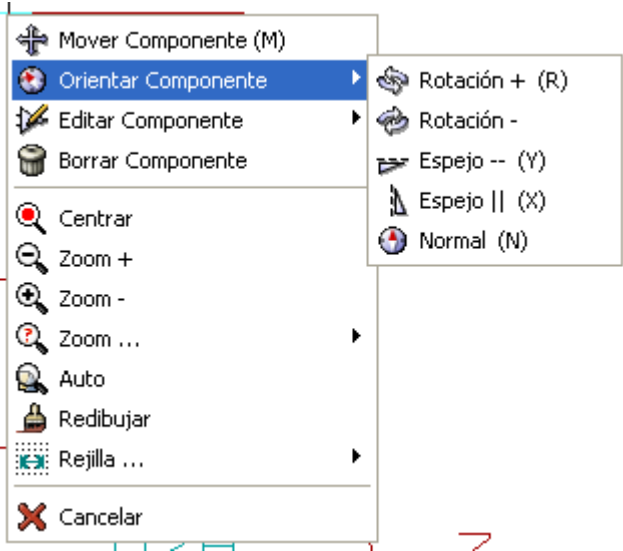 Mover Componente (M)
Orientar Componente
Editar Componente
Borrar Componente
Centrar
Zoom +
Zoom -
Zoom ...
Auto
Redibujar
Rejilla ...
Cancelar
Rotación + (R)
Rotación -
Espejo -- (Y)
Espejo || (X)
Normal (N)